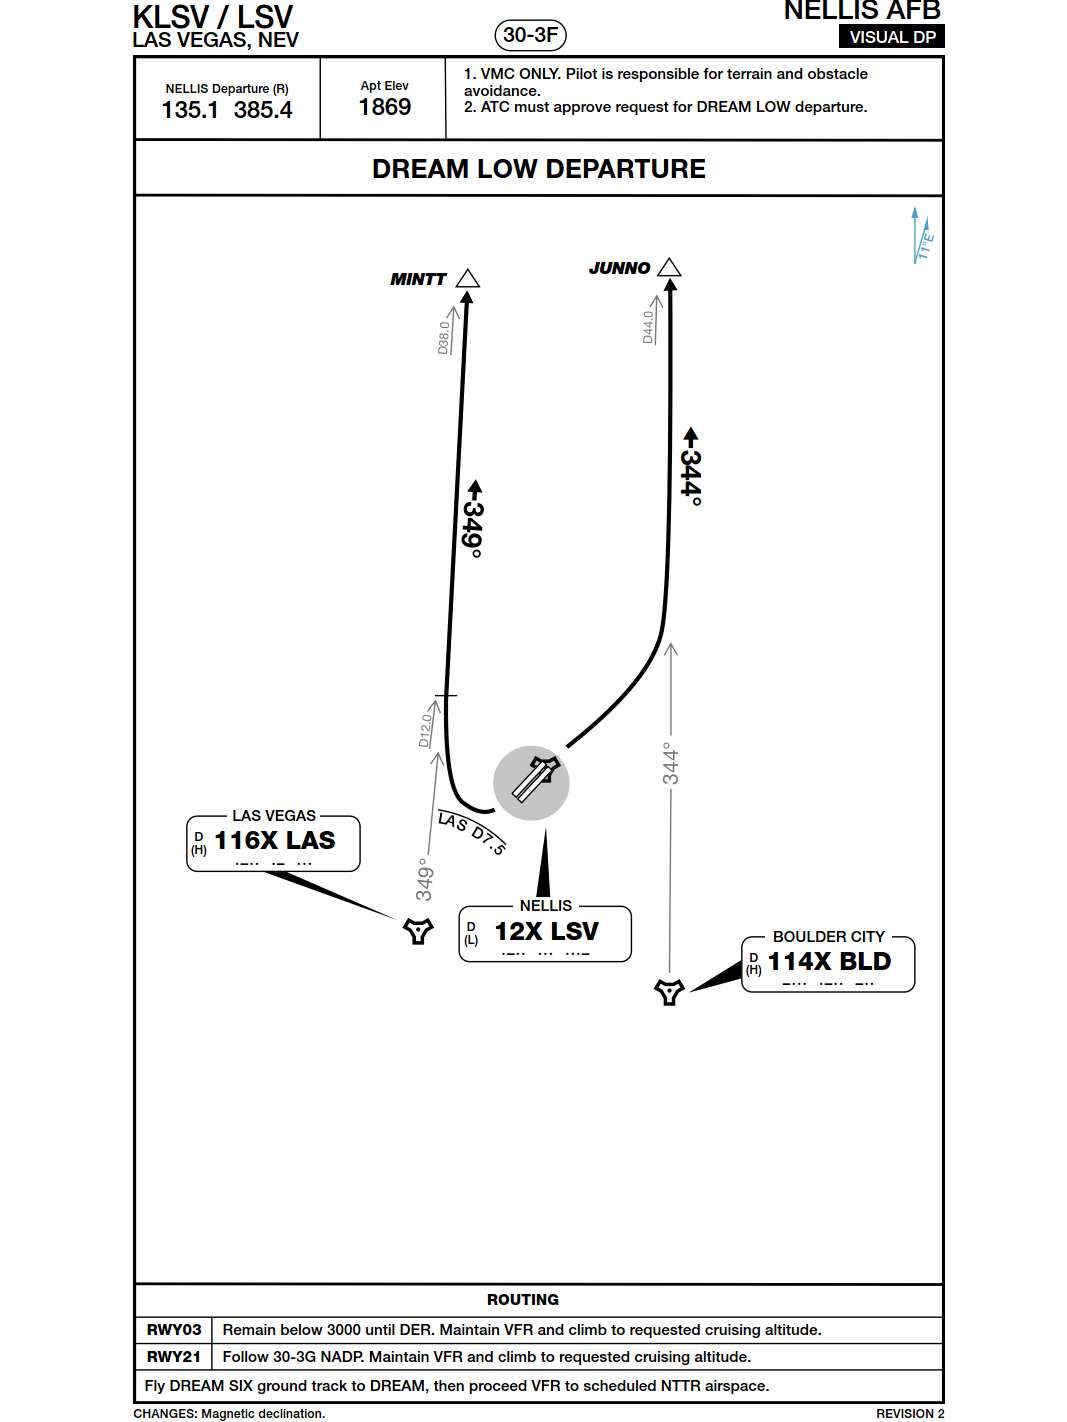 KLSV / LSV
LAS VEGAS, NEV
30-3F
NELLIS AFB
VISUAL DP
NELLIS Departure (R)
135.1 385.4
Apt Elev
1869
1. VMC ONLY. Pilot is responsible for terrain and obstacle
avoidance.
2. ATC must approve request for DREAM LOW departure.
DREAM LOW DEPARTURE
11°E
MINTT
JUNNO
D38.0
D44.0
344°
349°
D12.0
344°
LAS D7.5
349°
LAS VEGAS
D
(H)
116X LAS
NELLIS
D
(L)
12X LSV
BOULDER CITY
D
(H)
114X BLD
ROUTING
RWY03 Remain below 3000 until DER. Maintain VFR and climb to requested cruising altitude.
RWY21 Follow 30-3G NADP. Maintain VFR and climb to requested cruising altitude.
Fly DREAM SIX ground track to DREAM, then proceed VFR to scheduled NTTR airspace.
CHANGES: Magnetic declination.
REVISION 2